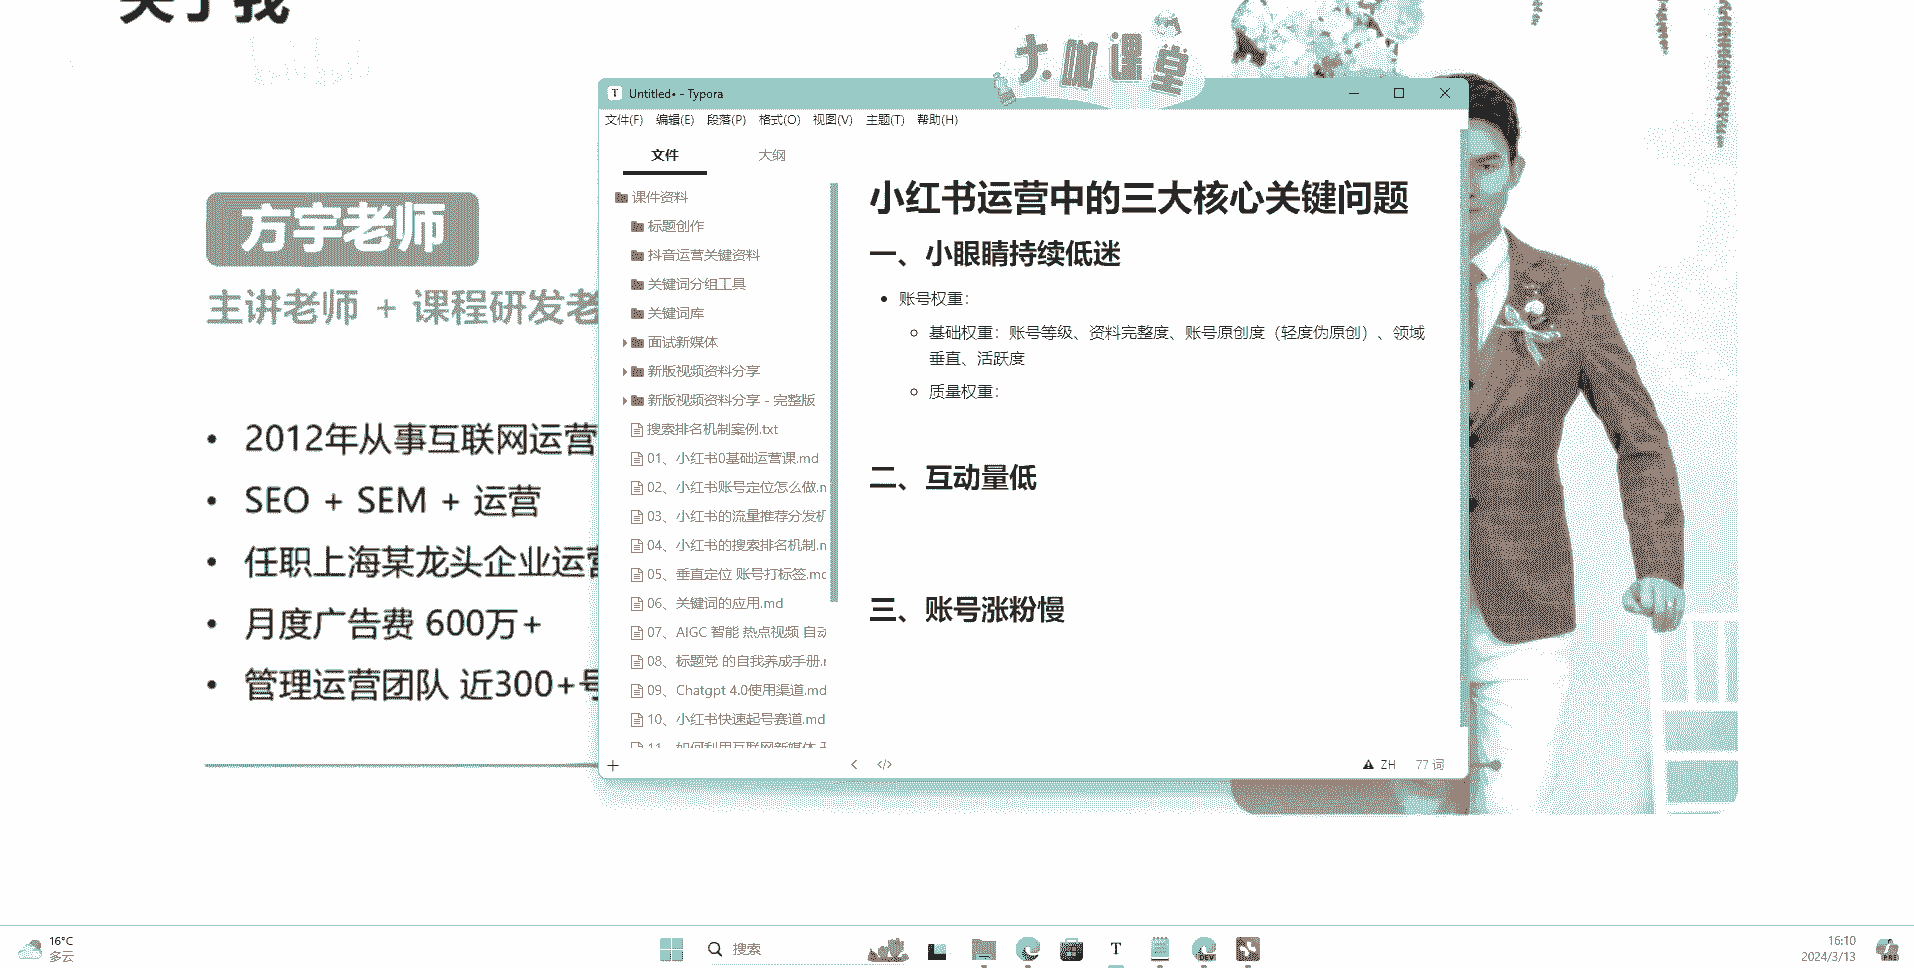 关于我
大咖课堂
方宇老师
主讲老师 + 课程研发老
• 2012年从事互联网运营
• SEO + SEM + 运营
• 任职上海某龙头企业运营
• 月度广告费 600万+
• 管理运营团队 近300+号
Untitled• - Typora
文件(F) 编辑(E) 段落(P) 格式(O) 视图(V) 主题(T) 帮助(H)
文件 大纲
课件资料
标题创作
抖音运营关键资料
关键词分组工具
关键词库
面试新媒体
新版视频资料分享
新版视频资料分享 - 完整版
搜索排名机制案例.txt
01、小红书0基础运营课.md
02、小红书账号定位怎么做.m
03、小红书的流量推荐分发机
04、小红书的搜索排名机制.m
05、垂直定位 账号打标签.md
06、关键词的应用.md
07、AIGC 智能 热点视频 自动
08、标题党 的自我养成手册.m
09、Chatgpt 4.0使用渠道.md
10、小红书快速起号赛道.md
11、如何利用互联网新媒体
小红书运营中的三大核心关键问题
一、小眼睛持续低迷
• 账号权重：
基础权重：账号等级、资料完整度、账号原创度（轻度伪原创）、领域
垂直、活跃度
质量权重：
二、互动量低
三、账号涨粉慢
ZH 77 词
16°C
多云
搜索
DEV
16:10
2024/3/13
PRE